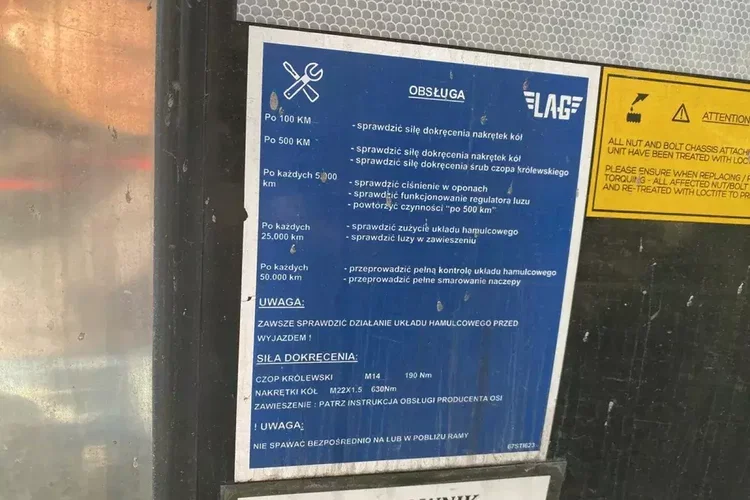 OBSŁUGA
LAG
Po 100 KM
- sprawdzić siłę dokręcenia nakrętek kół
Po 500 KM
- sprawdzić siłę dokręcenia nakrętek kół
- sprawdzić siłę dokręcenia śrub czopa królewskiego
Po każdych 5.000 km
- sprawdzić ciśnienie w oponach
- sprawdzić funkcjonowanie regulatora luzu
- powtórzyć czynności "po 500 km"
Po każdych 25.000 km
- sprawdzić zużycie układu hamulcowego
- sprawdzić luzy w zawieszeniu
Po każdych 50.000 km
- przeprowadzić pełną kontrolę układu hamulcowego
- przeprowadzić pełne smarowanie naczepy
UWAGA:
ZAWSZE SPRAWDZIĆ DZIAŁANIE UKŁADU HAMULCOWEGO PRZED
WYJAZDEM !
SIŁA DOKRĘCENIA:
CZOP KRÓLEWSKI M14 190 Nm
NAKRĘTKI KÓŁ M22X1.5 630Nm
ZAWIESZENIE : PATRZ INSTRUKCJA OBSŁUGI PRODUCENTA OSI
! UWAGA:
NIE SPAWAĆ BEZPOŚREDNIO NA LUB W POBLIŻU RAMY
67ST1623
ATTENTION
ALL NUT AND BOLT CHASSIS ATTACH
UNIT HAVE BEEN TREATED WITH LOCT
PLEASE ENSURE WHEN REPLACING /
TORQUING - ALL AFFECTED NUT/BOLT
AND RE-TREATED WITH LOCTITE TO PR